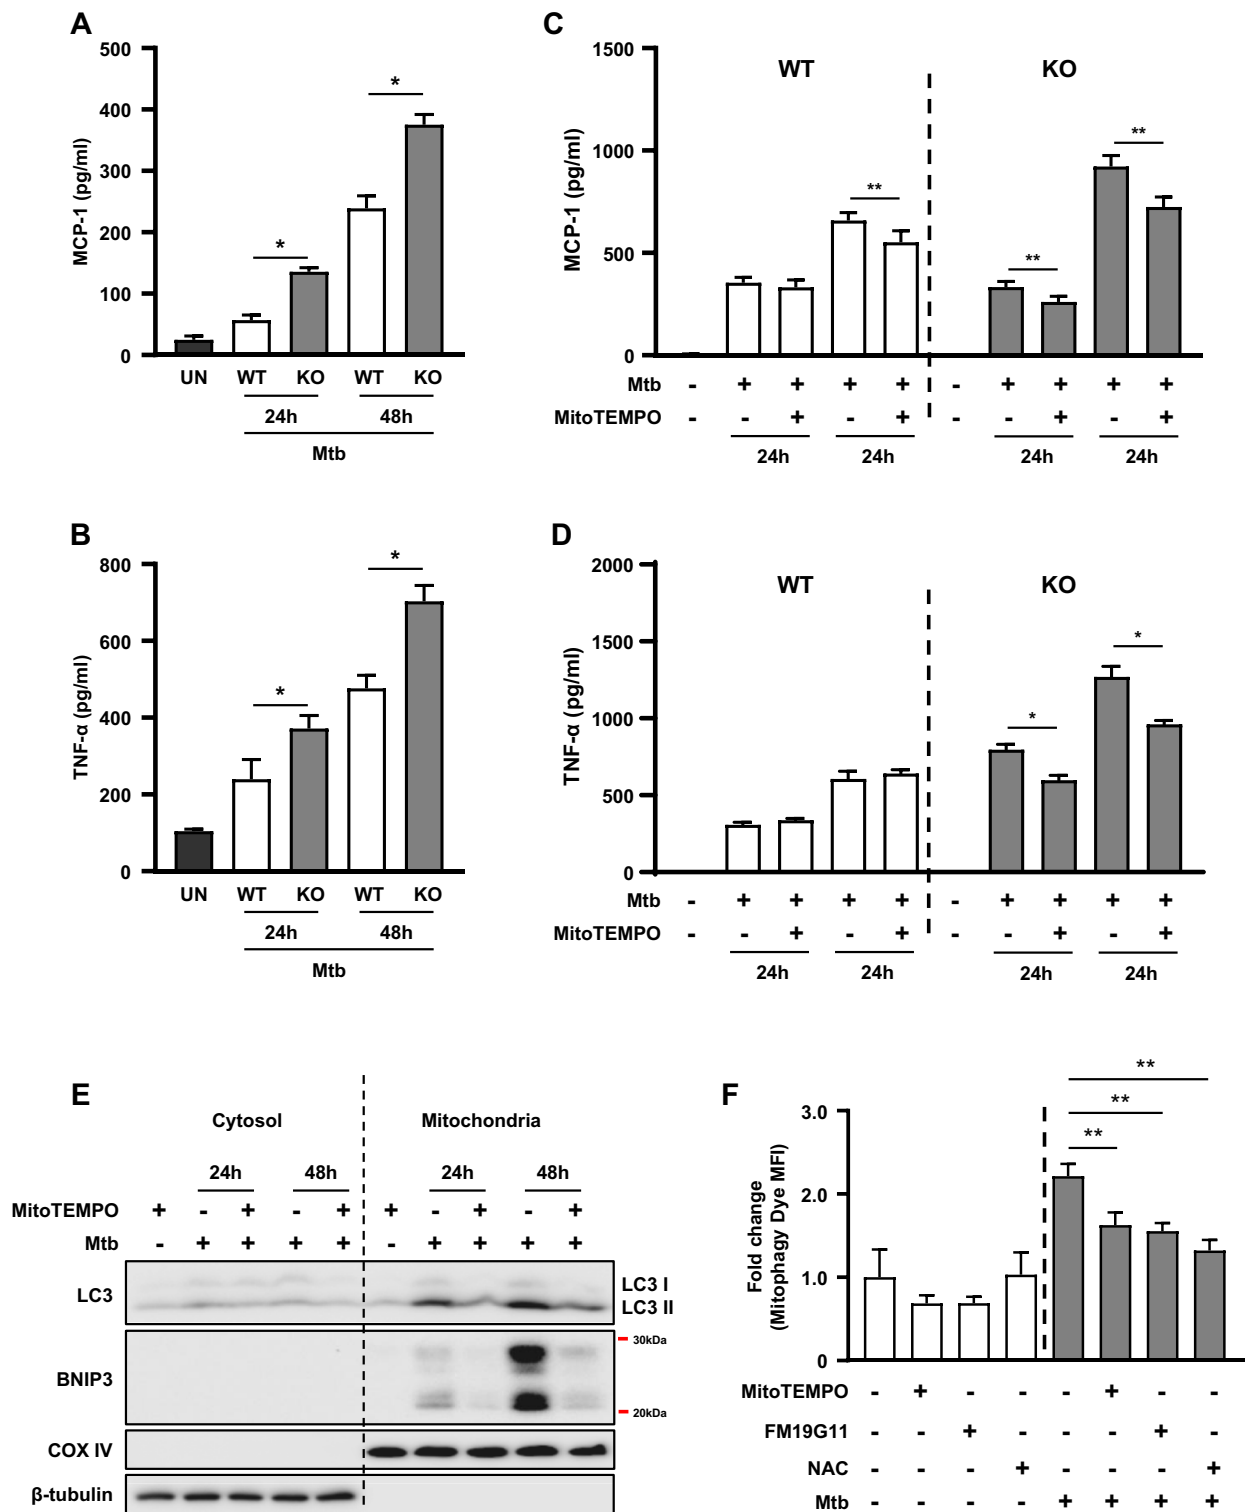 A
MCP-1 (pg/ml)
500
400
300
200
100
0
*
*
UN WT KO WT KO
24h 48h
Mtb
C
MCP-1 (pg/ml)
1500
1000
500
0
WT KO
**
**
**
Mtb - + + + + - + + + +
MitoTEMPO - - + - + - - + - +
24h 24h 24h 24h
B
TNF-α (pg/ml)
800
600
400
200
0
*
*
UN WT KO WT KO
24h 48h
Mtb
D
TNF-α (pg/ml)
2000
1500
1000
500
0
WT KO
*
*
Mtb - + + + + - + + + +
MitoTEMPO - - + - + - - + - +
24h 24h 24h 24h
E
Cytosol Mitochondria
24h 48h 24h 48h
MitoTEMPO + - + - + + - + - +
Mtb - + + + + - + + + +
LC3 LC3 I
LC3 II
BNIP3 30kDa
20kDa
COX IV
β-tubulin
F
Fold change
(Mitophagy Dye MFI)
3.0
2.0
1.0
0
**
**
**
MitoTEMPO - + - - - + - -
FM19G11 - - + - - - + -
NAC - - - + - - - +
Mtb - - - - + + + +